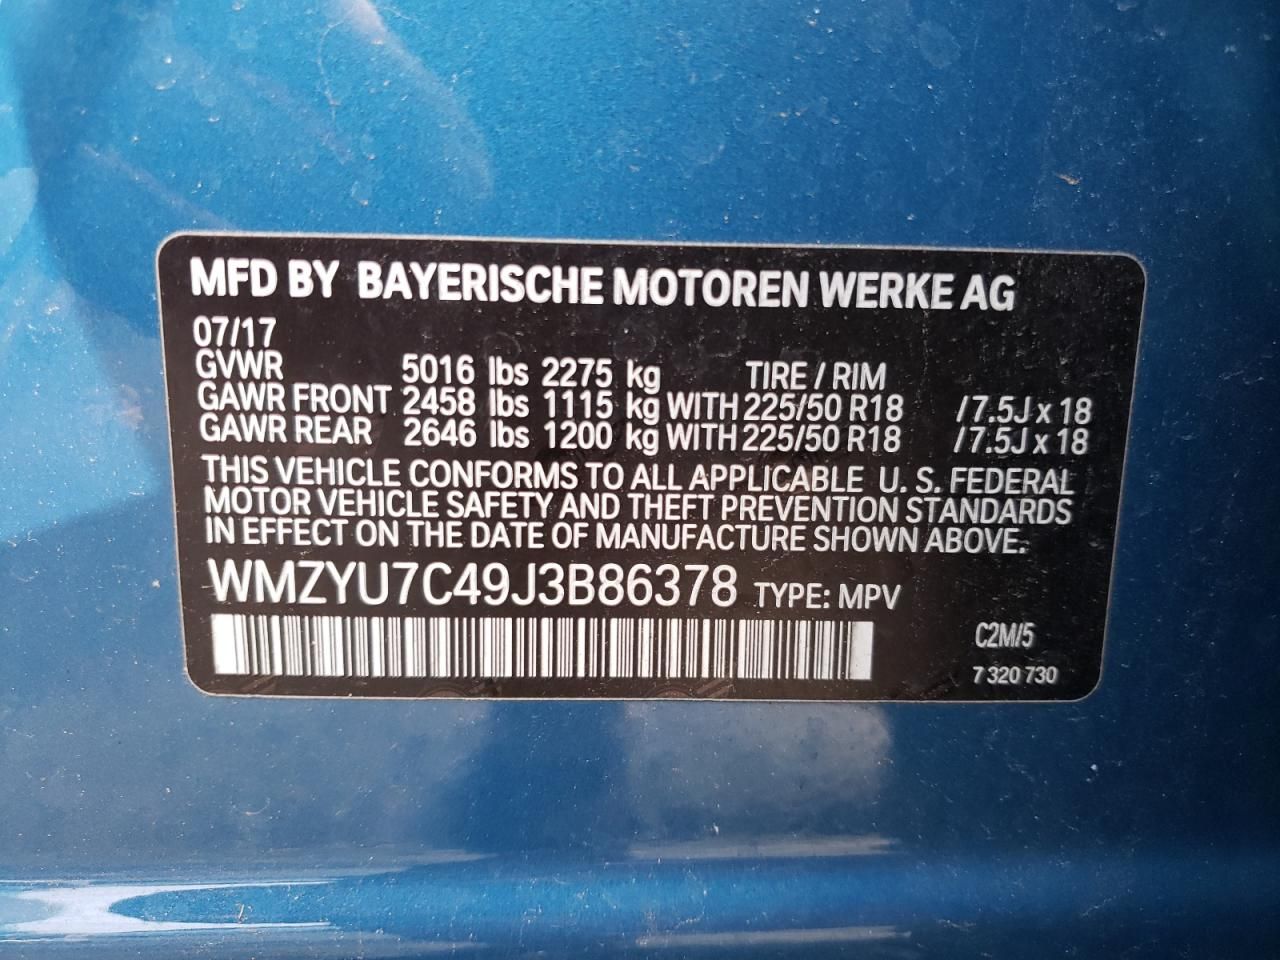 MFD BY BAYERISCHE MOTOREN WERKE AG
07/17
GVWR 5016 lbs 2275 kg TIRE / RIM
GAWR FRONT 2458 lbs 1115 kg WITH 225/50 R18 /7.5J x 18
GAWR REAR 2646 lbs 1200 kg WITH 225/50 R18 /7.5J x 18
THIS VEHICLE CONFORMS TO ALL APPLICABLE U. S. FEDERAL
MOTOR VEHICLE SAFETY AND THEFT PREVENTION STANDARDS
IN EFFECT ON THE DATE OF MANUFACTURE SHOWN ABOVE.
WMZYU7C49J3B86378 TYPE: MPV
C2M/5
7 320 730